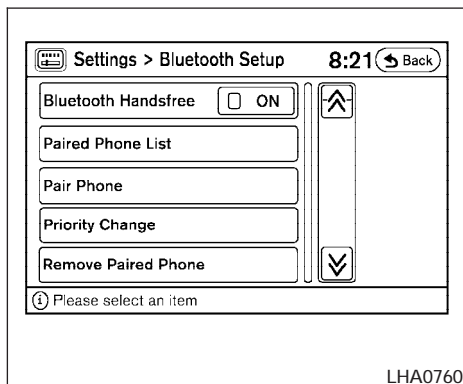 Settings > Bluetooth Setup 8:21 Back
Bluetooth Handsfree ON
Paired Phone List
Pair Phone
Priority Change
Remove Paired Phone
i Please select an item
LHA0760